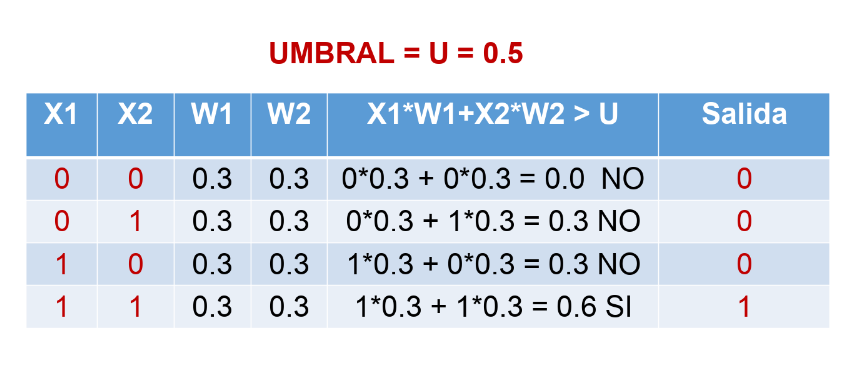 UMBRAL = U = 0.5
X1 X2 W1 W2 X1*W1+X2*W2 > U Salida
0 0 0.3 0.3 0*0.3 + 0*0.3 = 0.0 NO 0
0 1 0.3 0.3 0*0.3 + 1*0.3 = 0.3 NO 0
1 0 0.3 0.3 1*0.3 + 0*0.3 = 0.3 NO 0
1 1 0.3 0.3 1*0.3 + 1*0.3 = 0.6 SI 1